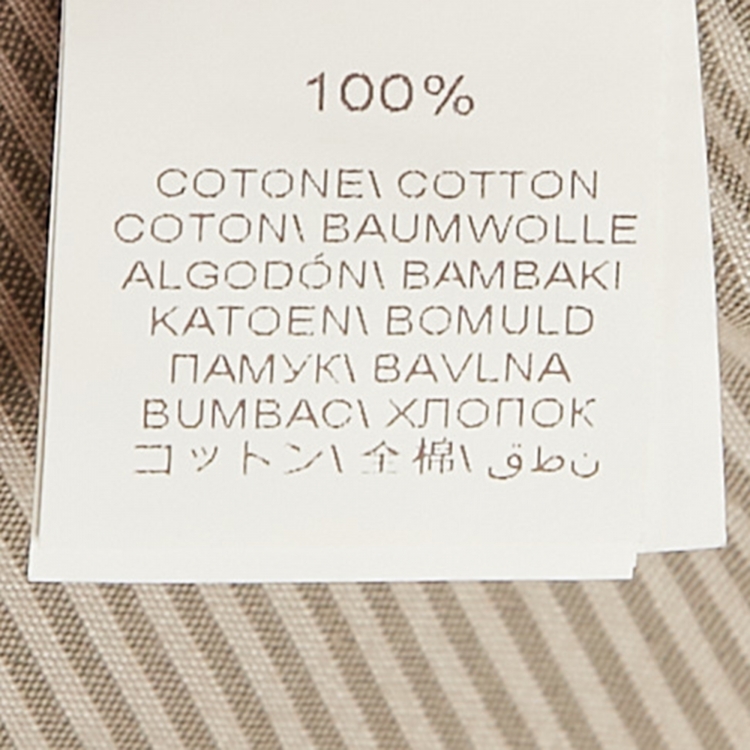 100%
COTONE\ COTTON
COTON\ BAUMWOLLE
ALGODÓN\ BAMBAKI
KATOEN\ BOMULD
ПАМУК\ BAVLNA
BUMBAC\ ХЛОПОК
コットン\ 全棉\ نطق